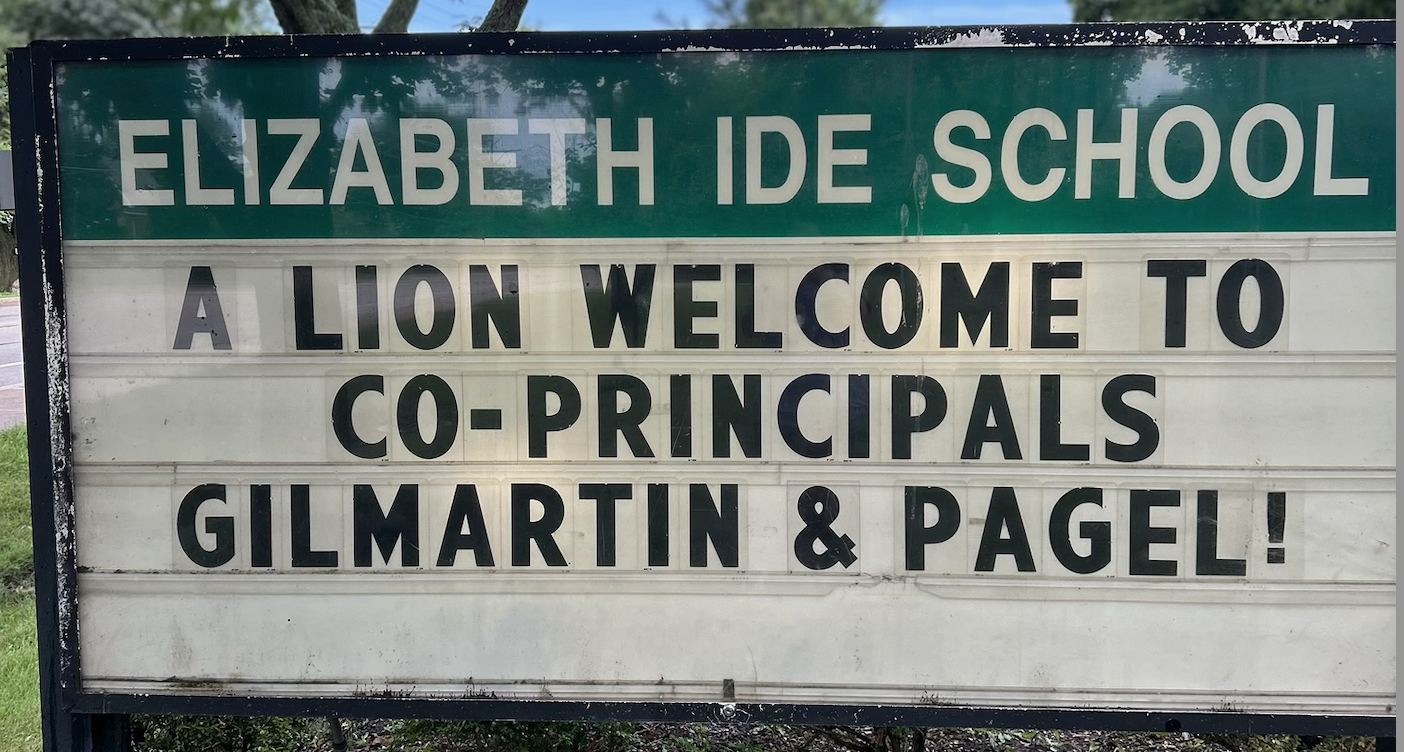 ELIZABETH IDE SCHOOL
A LION WELCOME TO
CO-PRINCIPALS
GILMARTIN & PAGEL!